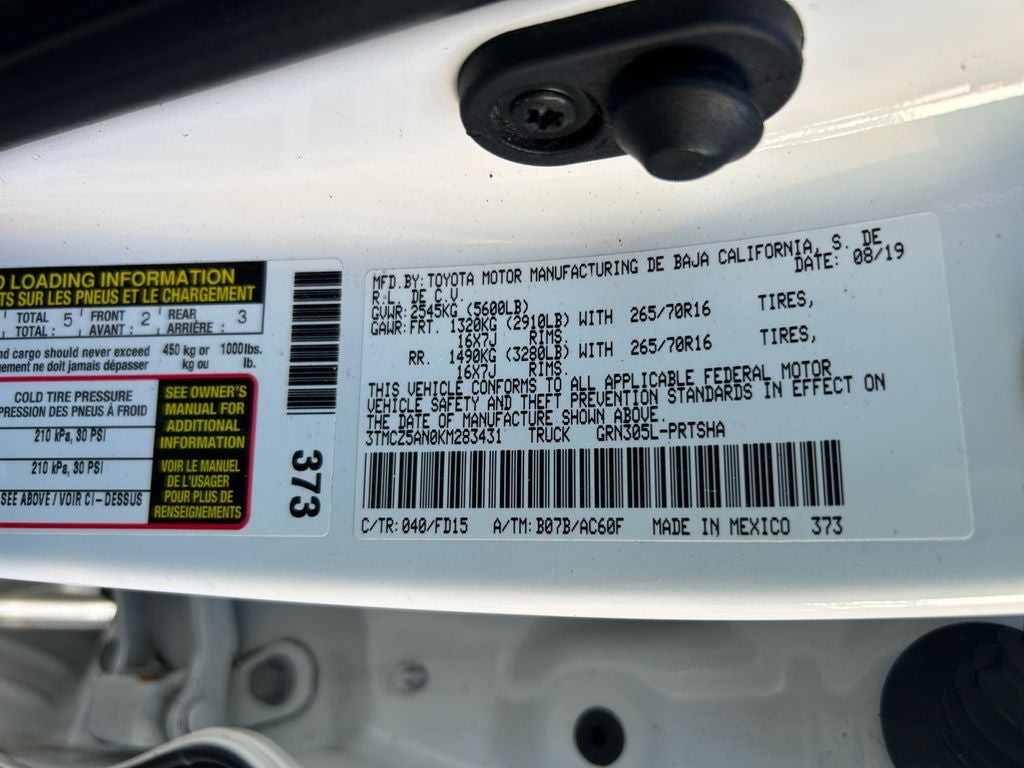 LOADING INFORMATION
TS SUR LES PNEUS ET LE CHARGEMENT
TOTAL : 5 FRONT : 2 REAR : 3
TOTAL : AVANT : ARRIÈRE :
nd cargo should never exceed 450 kg or 1000 lbs.
gement ne doit jamais dépasser kg ou lb.
COLD TIRE PRESSURE
PRESSION DES PNEUS À FROID
210 kPa, 30 PSI
210 kPa, 30 PSI
SEE ABOVE / VOIR CI-DESSUS
SEE OWNER'S
MANUAL FOR
ADDITIONAL
INFORMATION
VOIR LE MANUEL
DE L'USAGER
POUR PLUS DE
RENSEIGNEMENTS
373
MFD.BY: TOYOTA MOTOR MANUFACTURING DE BAJA CALIFORNIA, S. DE
R.L. DE C.V. DATE: 08/19
GVWR: 2545KG (5600LB)
GAWR: FRT. 1320KG (2910LB) WITH 265/70R16 TIRES,
16X7J RIMS.
RR. 1490KG (3280LB) WITH 265/70R16 TIRES,
16X7J RIMS.
THIS VEHICLE CONFORMS TO ALL APPLICABLE FEDERAL MOTOR
VEHICLE SAFETY AND THEFT PREVENTION STANDARDS IN EFFECT ON
THE DATE OF MANUFACTURE SHOWN ABOVE.
3TMCZ5AN0KM283431 TRUCK GRN305L-PRTSHA
C/TR: 040/FD15 A/TM: B07B/AC60F MADE IN MEXICO 373